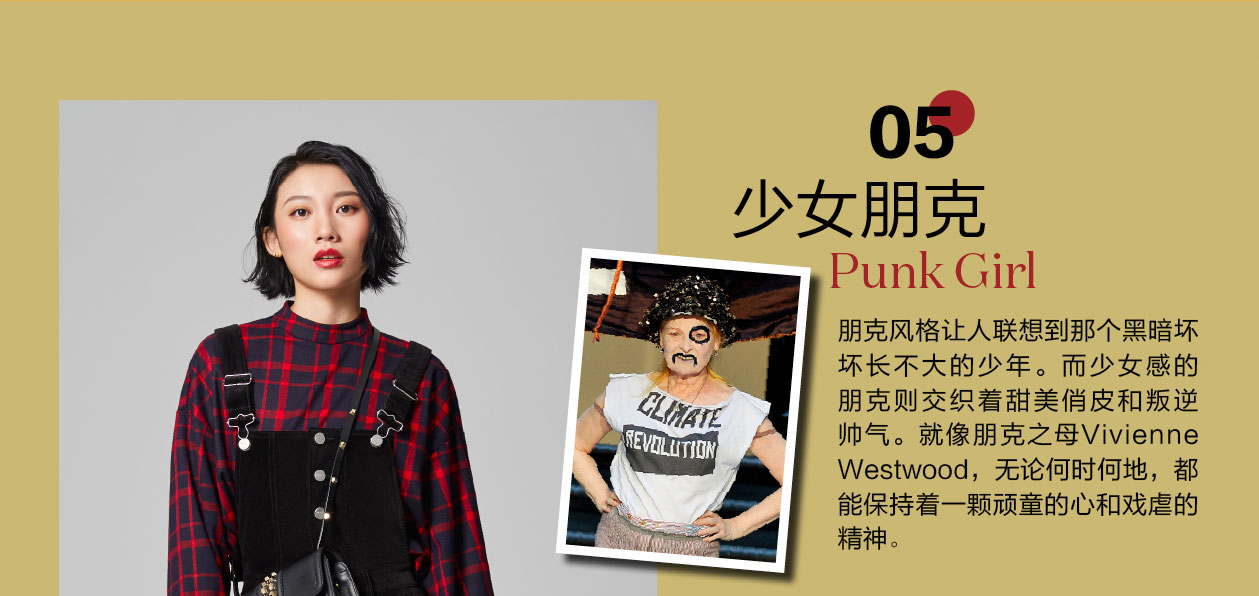 05
少女朋克
Punk Girl
朋克风格让人联想到那个黑暗坏
坏长不大的少年。而少女感的
朋克则交织着甜美俏皮和叛逆
帅气。就像朋克之母Vivienne
Westwood，无论何时何地，都
能保持着一颗顽童的心和戏虐的
精神。
CLIMATE
REVOLUTION